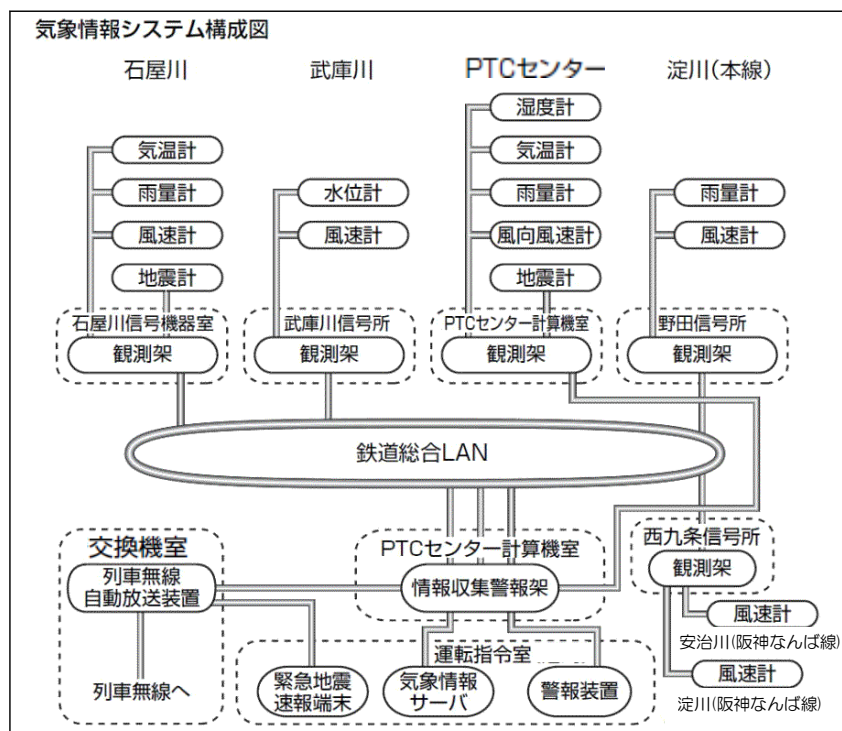 気象情報システム構成図
石屋川
武庫川
PTCセンター
淀川(本線)
湿度計
気温計
気温計
雨量計
水位計
雨量計
雨量計
風速計
風速計
風向風速計
風速計
地震計
地震計
石屋川信号機器室
武庫川信号所
PTCセンター計算機室
野田信号所
観測架
観測架
観測架
観測架
鉄道総合LAN
交換機室
PTCセンター計算機室
西九条信号所
列車無線
自動放送装置
情報収集警報架
観測架
風速計
安治川(阪神なんば線)
運転指令室
列車無線へ
緊急地震
速報端末
気象情報
サーバ
警報装置
風速計
淀川(阪神なんば線)